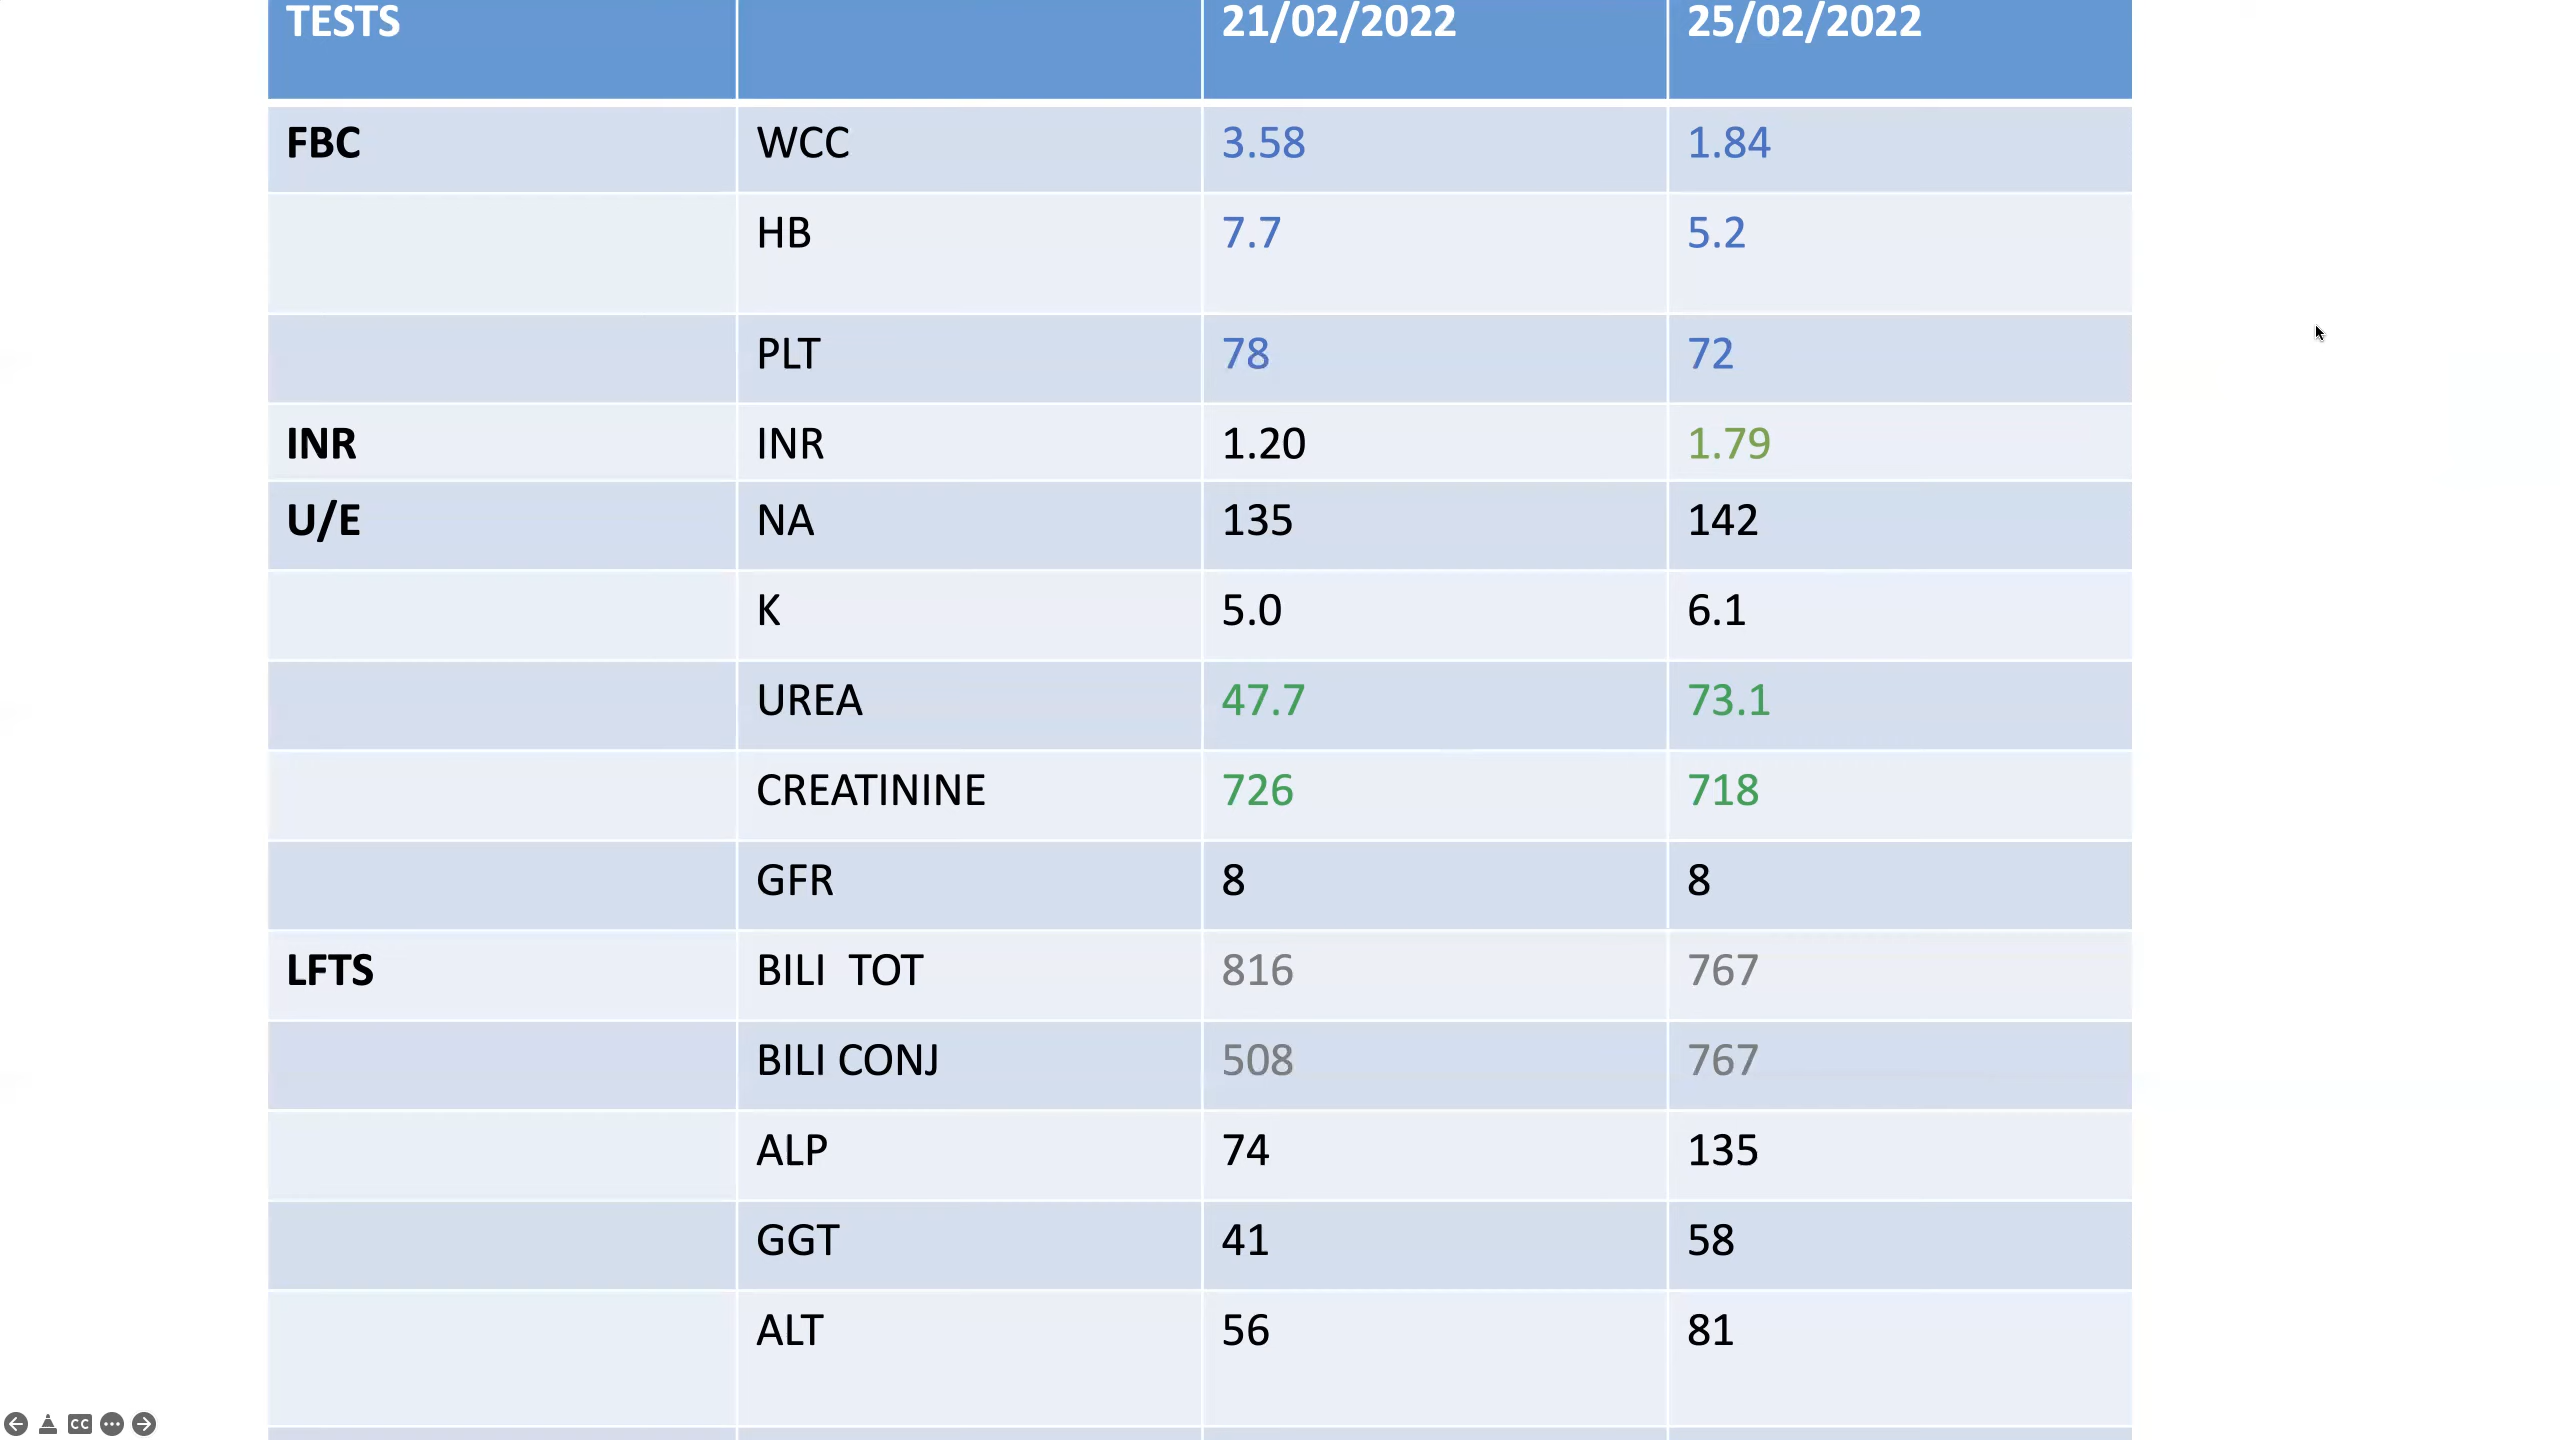 TESTS 21/02/2022 25/02/2022
FBC WCC 3.58 1.84
HB 7.7 5.2
PLT 78 72
INR INR 1.20 1.79
U/E NA 135 142
K 5.0 6.1
UREA 47.7 73.1
CREATININE 726 718
GFR 8 8
LFTS BILI TOT 816 767
BILI CONJ 508 767
ALP 74 135
GGT 41 58
ALT 56 81
CC